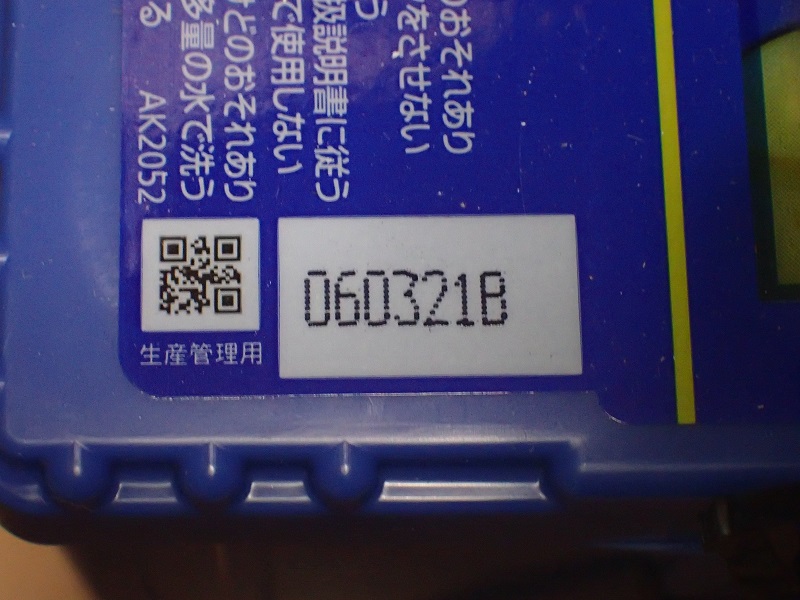 のおそれあり
をさせない
う
扱説明書に従う
で使用しない
けどのおそれあり
多量の水で洗う
る
AK2052
060321B
生産管理用